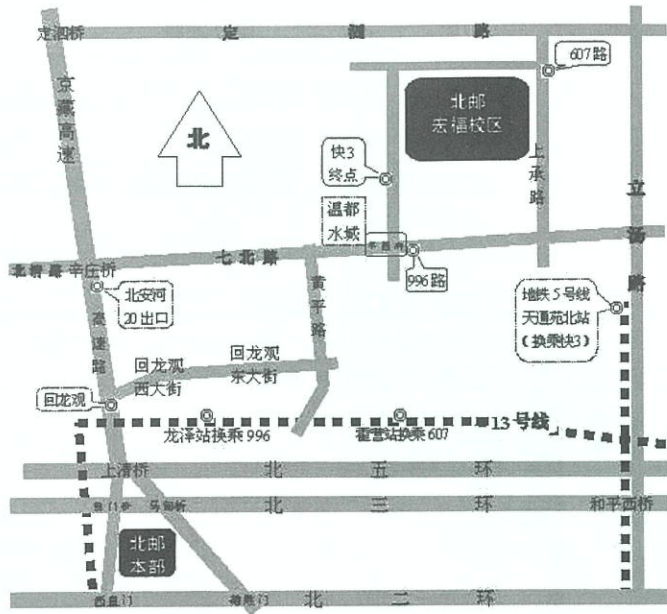 定泗桥
定泗路
607路
京藏高速
北
北邮
宏福校区
快3
终点
上承路
立汤路
温都
水城
七北路
辛庄桥
996路
黄平路
北安河
20出口
高速路
地铁5号线
天通苑北站
(换乘快3)
回龙观
西大街
回龙观
东大街
回龙观
13号线
龙泽站换乘996
霍营站换乘607
上清桥
北五环
北三环
和平西桥
北邮
本部
北二环